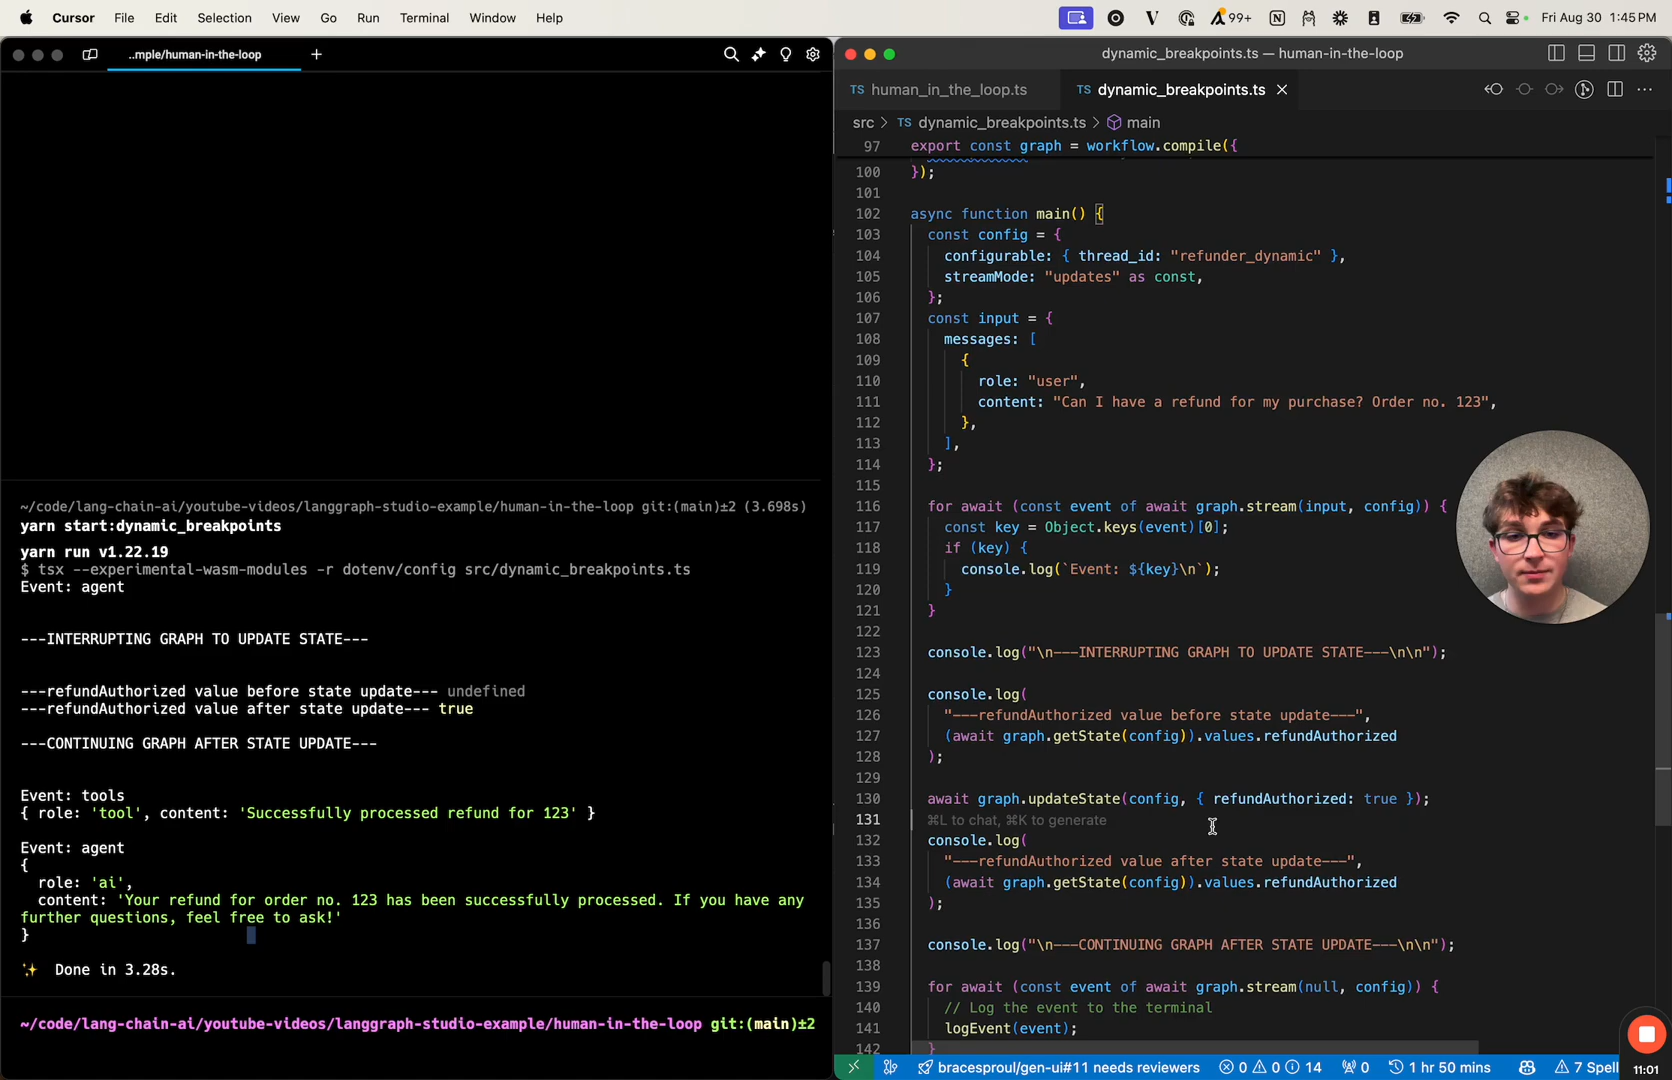 Cursor File Edit Selection View Go Run Terminal Window Help
99+ Fri Aug 30 1:45 PM
..mple/human-in-the-loop
~/code/lang-chain-ai/youtube-videos/langgraph-studio-example/human-in-the-loop git:(main)±2 (3.698s)
yarn start:dynamic_breakpoints
yarn run v1.22.19
$ tsx --experimental-wasm-modules -r dotenv/config src/dynamic_breakpoints.ts
Event: agent
---INTERRUPTING GRAPH TO UPDATE STATE---
---refundAuthorized value before state update--- undefined
---refundAuthorized value after state update--- true
---CONTINUING GRAPH AFTER STATE UPDATE---
Event: tools
{ role: 'tool', content: 'Successfully processed refund for 123' }
Event: agent
{
role: 'ai',
content: 'Your refund for order no. 123 has been successfully processed. If you have any
further questions, feel free to ask!'
}
✨ Done in 3.28s.
~/code/lang-chain-ai/youtube-videos/langgraph-studio-example/human-in-the-loop git:(main)±2
dynamic_breakpoints.ts — human-in-the-loop
TS human_in_the_loop.ts TS dynamic_breakpoints.ts
src > TS dynamic_breakpoints.ts > main
97 export const graph = workflow.compile({
100 });
101
102 async function main() {
103 const config = {
104 configurable: { thread_id: "refunder_dynamic" },
105 streamMode: "updates" as const,
106 };
107 const input = {
108 messages: [
109 {
110 role: "user",
111 content: "Can I have a refund for my purchase? Order no. 123",
112 },
113 ],
114 };
115
116 for await (const event of await graph.stream(input, config)) {
117 const key = Object.keys(event)[0];
118 if (key) {
119 console.log(`Event: ${key}\n`);
120 }
121 }
122
123 console.log("\n---INTERRUPTING GRAPH TO UPDATE STATE---\n\n");
124
125 console.log(
126 "---refundAuthorized value before state update---",
127 (await graph.getState(config)).values.refundAuthorized
128 );
129
130 await graph.updateState(config, { refundAuthorized: true });
131 ⌘L to chat, ⌘K to generate
132 console.log(
133 "---refundAuthorized value after state update---",
134 (await graph.getState(config)).values.refundAuthorized
135 );
136
137 console.log("\n---CONTINUING GRAPH AFTER STATE UPDATE---\n\n");
138
139 for await (const event of await graph.stream(null, config)) {
140 // Log the event to the terminal
141 logEvent(event);
142 }
bracesproul/gen-ui#11 needs reviewers 0 0 14 0 1 hr 50 mins 7 Spell
11:01